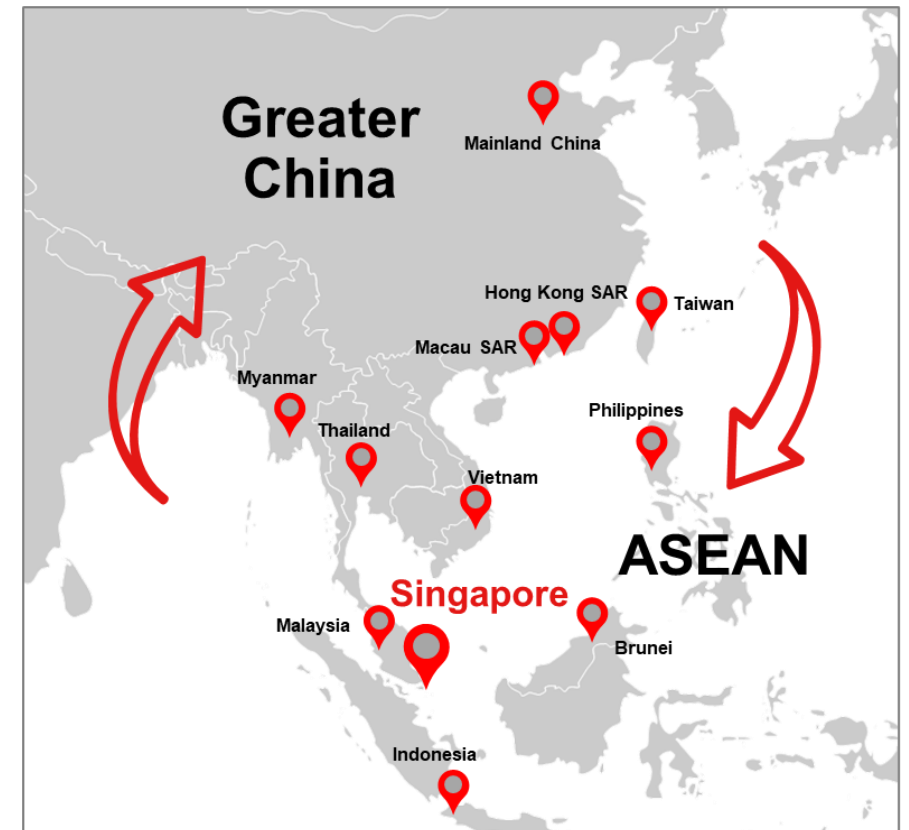 Greater
China
Mainland China
Hong Kong SAR
Taiwan
Macau SAR
Myanmar
Philippines
Thailand
Vietnam
ASEAN
Singapore
Malaysia
Brunei
Indonesia